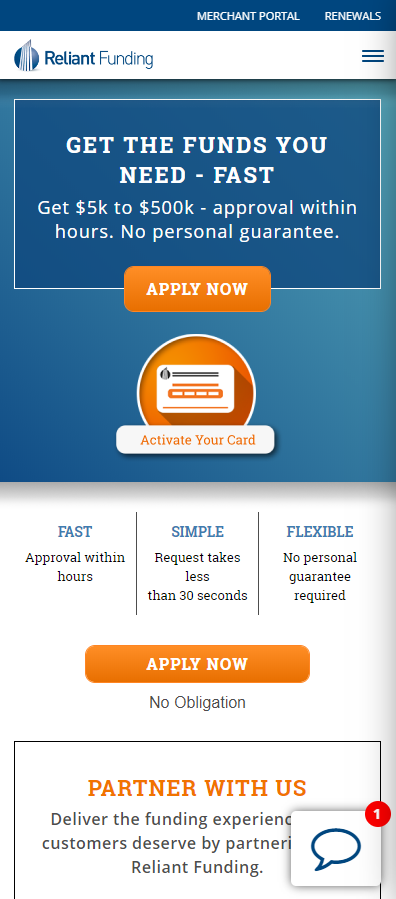 MERCHANT PORTAL RENEWALS
Reliant Funding
GET THE FUNDS YOU
NEED - FAST
Get $5k to $500k - approval within
hours. No personal guarantee.
APPLY NOW
Activate Your Card
FAST
Approval within
hours
SIMPLE
Request takes
less
than 30 seconds
FLEXIBLE
No personal
guarantee
required
APPLY NOW
No Obligation
PARTNER WITH US
Deliver the funding experienc
customers deserve by partneri
Reliant Funding.
1